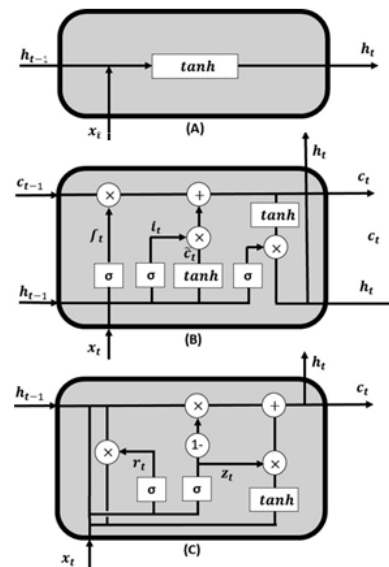 h_{t-1} tanh h_t
x_t
(A)
h_t
c_{t-1} × + c_t
tanh
f_t i_t × × c_t
c̃_t
σ σ tanh σ
h_{t-1} h_t
x_t
(B)
h_t
h_{t-1} × + c_t
1-
× r_t z_t ×
σ σ tanh
x_t
(C)